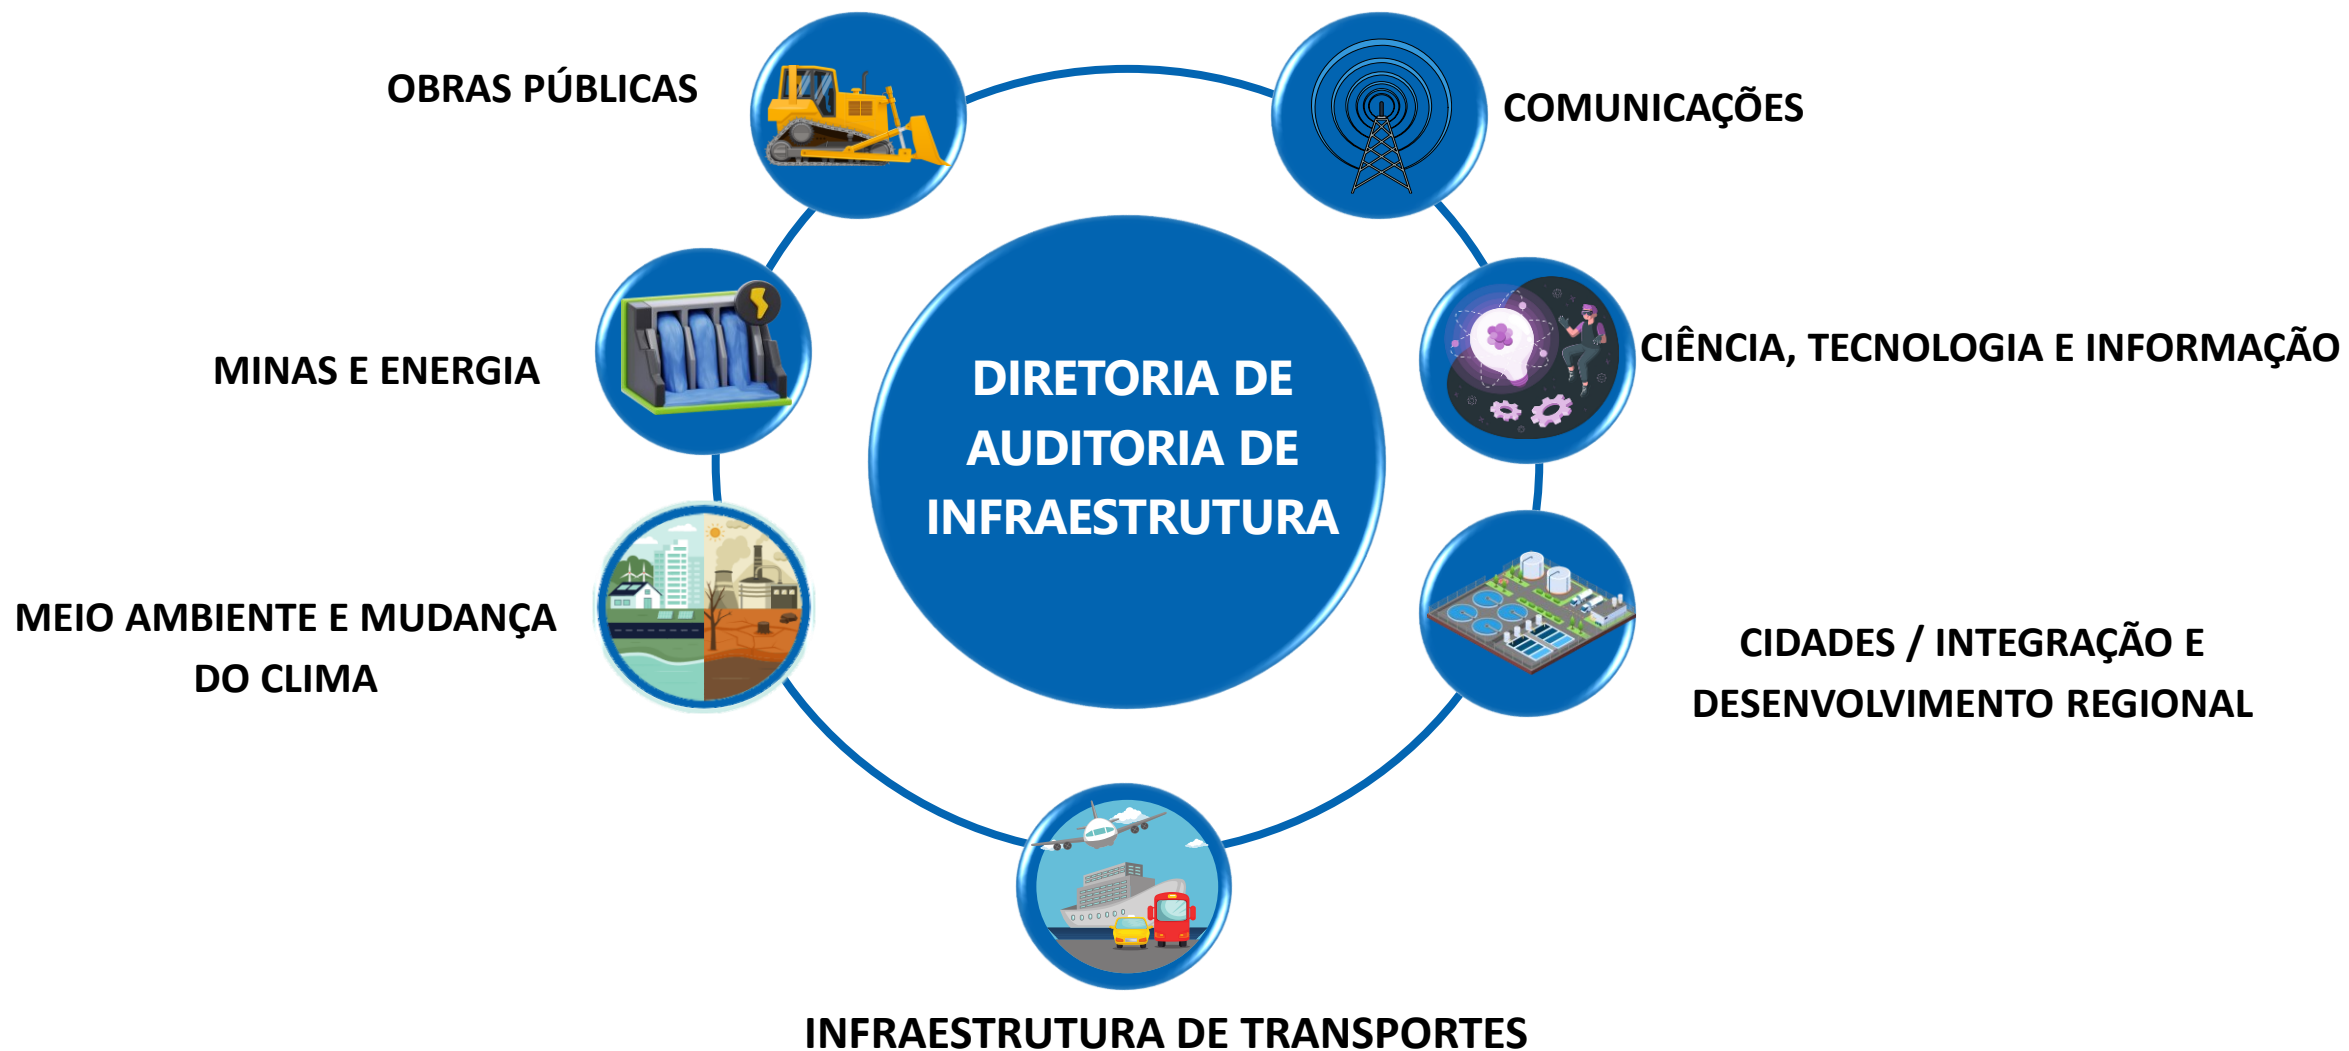 OBRAS PÚBLICAS
COMUNICAÇÕES
MINAS E ENERGIA
CIÊNCIA, TECNOLOGIA E INFORMAÇÃO
DIRETORIA DE
AUDITORIA DE
INFRAESTRUTURA
MEIO AMBIENTE E MUDANÇA
DO CLIMA
CIDADES / INTEGRAÇÃO E
DESENVOLVIMENTO REGIONAL
INFRAESTRUTURA DE TRANSPORTES